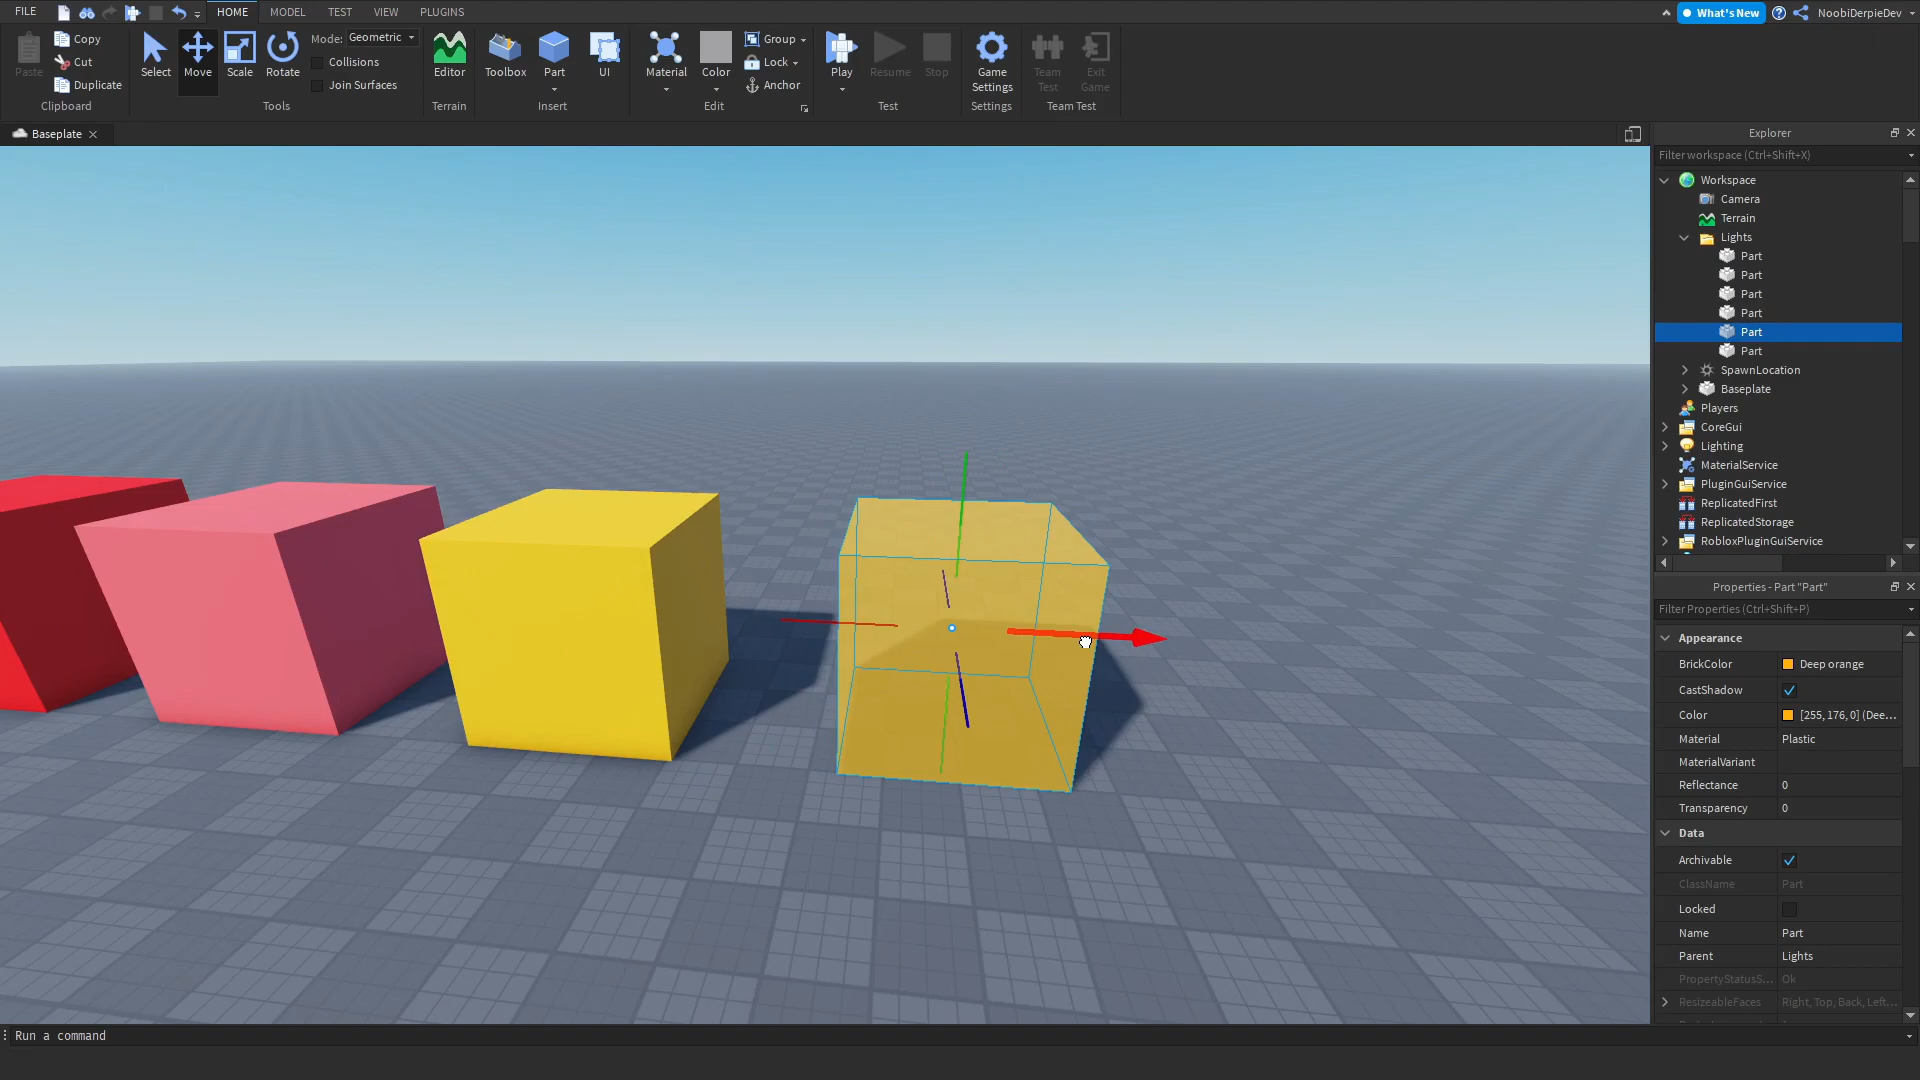 FILE
HOME
MODEL
TEST
VIEW
PLUGINS
What's New
NoobiDerpieDev
Paste
Copy
Cut
Duplicate
Clipboard
Select
Move
Scale
Rotate
Mode: Geometric
Collisions
Join Surfaces
Tools
Editor
Terrain
Toolbox
Part
UI
Insert
Material
Color
Group
Lock
Anchor
Edit
Play
Resume
Stop
Test
Game
Settings
Settings
Team
Test
Exit
Game
Team Test
Baseplate
Explorer
Filter workspace (Ctrl+Shift+X)
Workspace
Camera
Terrain
Lights
Part
Part
Part
Part
Part
Part
SpawnLocation
Baseplate
Players
CoreGui
Lighting
MaterialService
PluginGuiService
ReplicatedFirst
ReplicatedStorage
RobloxPluginGuiService
Properties - Part "Part"
Filter Properties (Ctrl+Shift+P)
Appearance
BrickColor Deep orange
CastShadow
Color [255, 176, 0] (Dee...
Material Plastic
MaterialVariant
Reflectance 0
Transparency 0
Data
Archivable
ClassName Part
Locked
Name Part
Parent Lights
PropertyStatusS... Ok
ResizeableFaces Right, Top, Back, Left...
Run a command